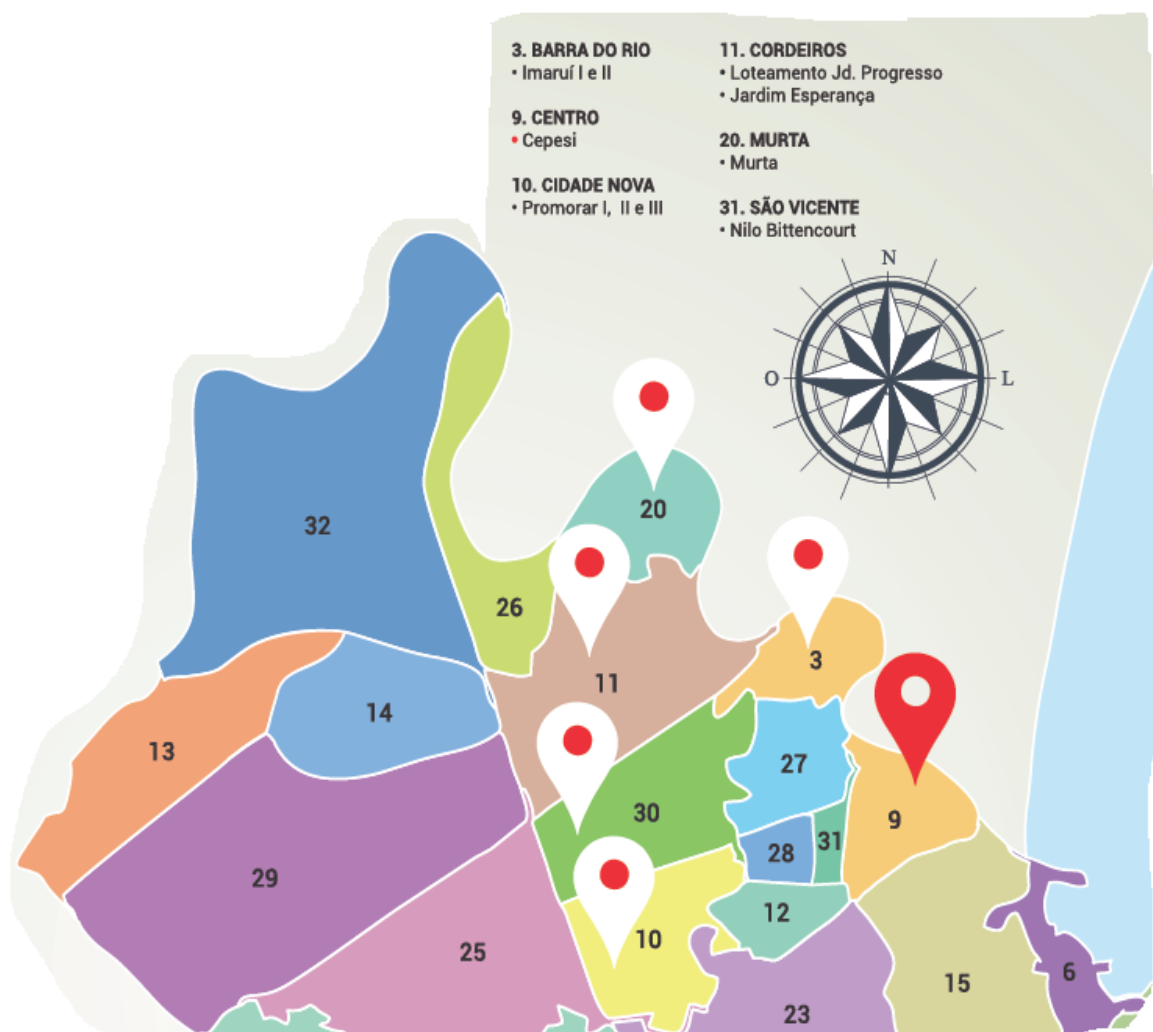 3. BARRA DO RIO
• Imaruí I e II
9. CENTRO
• Cepesi
10. CIDADE NOVA
• Promorar I, II e III
11. CORDEIROS
• Loteamento Jd. Progresso
• Jardim Esperança
20. MURTA
• Murta
31. SÃO VICENTE
• Nilo Bittencourt
N
O
L
20
32
26
3
11
14
13
27
30
9
31
28
29
12
10
25
6
15
23